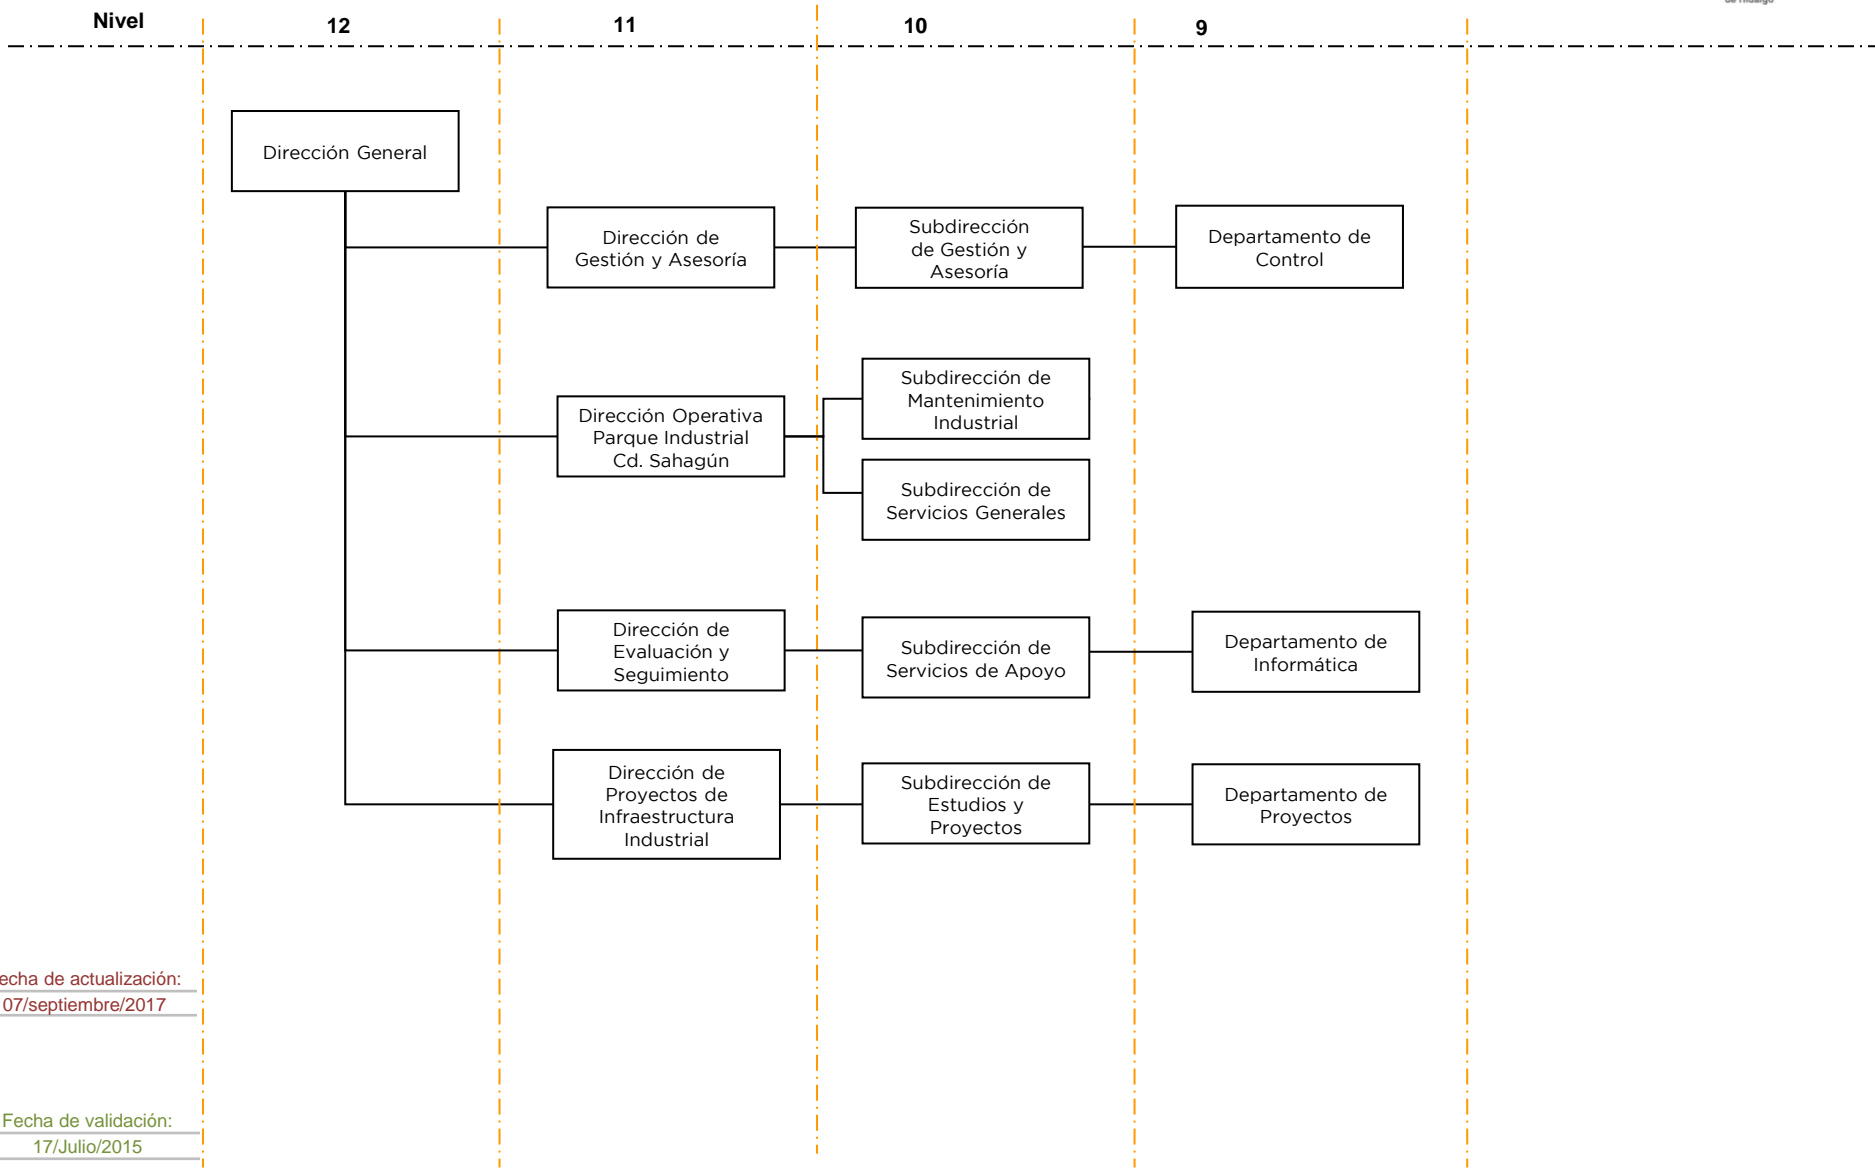 de Hidalgo
Nivel
12
11
10
9
Dirección General
Dirección de
Gestión y Asesoría
Subdirección
de Gestión y
Asesoría
Departamento de
Control
Dirección Operativa
Parque Industrial
Cd. Sahagún
Subdirección de
Mantenimiento
Industrial
Subdirección de
Servicios Generales
Dirección de
Evaluación y
Seguimiento
Subdirección de
Servicios de Apoyo
Departamento de
Informática
Dirección de
Proyectos de
Infraestructura
Industrial
Subdirección de
Estudios y
Proyectos
Departamento de
Proyectos
echa de actualización:
07/septiembre/2017
Fecha de validación:
17/Julio/2015